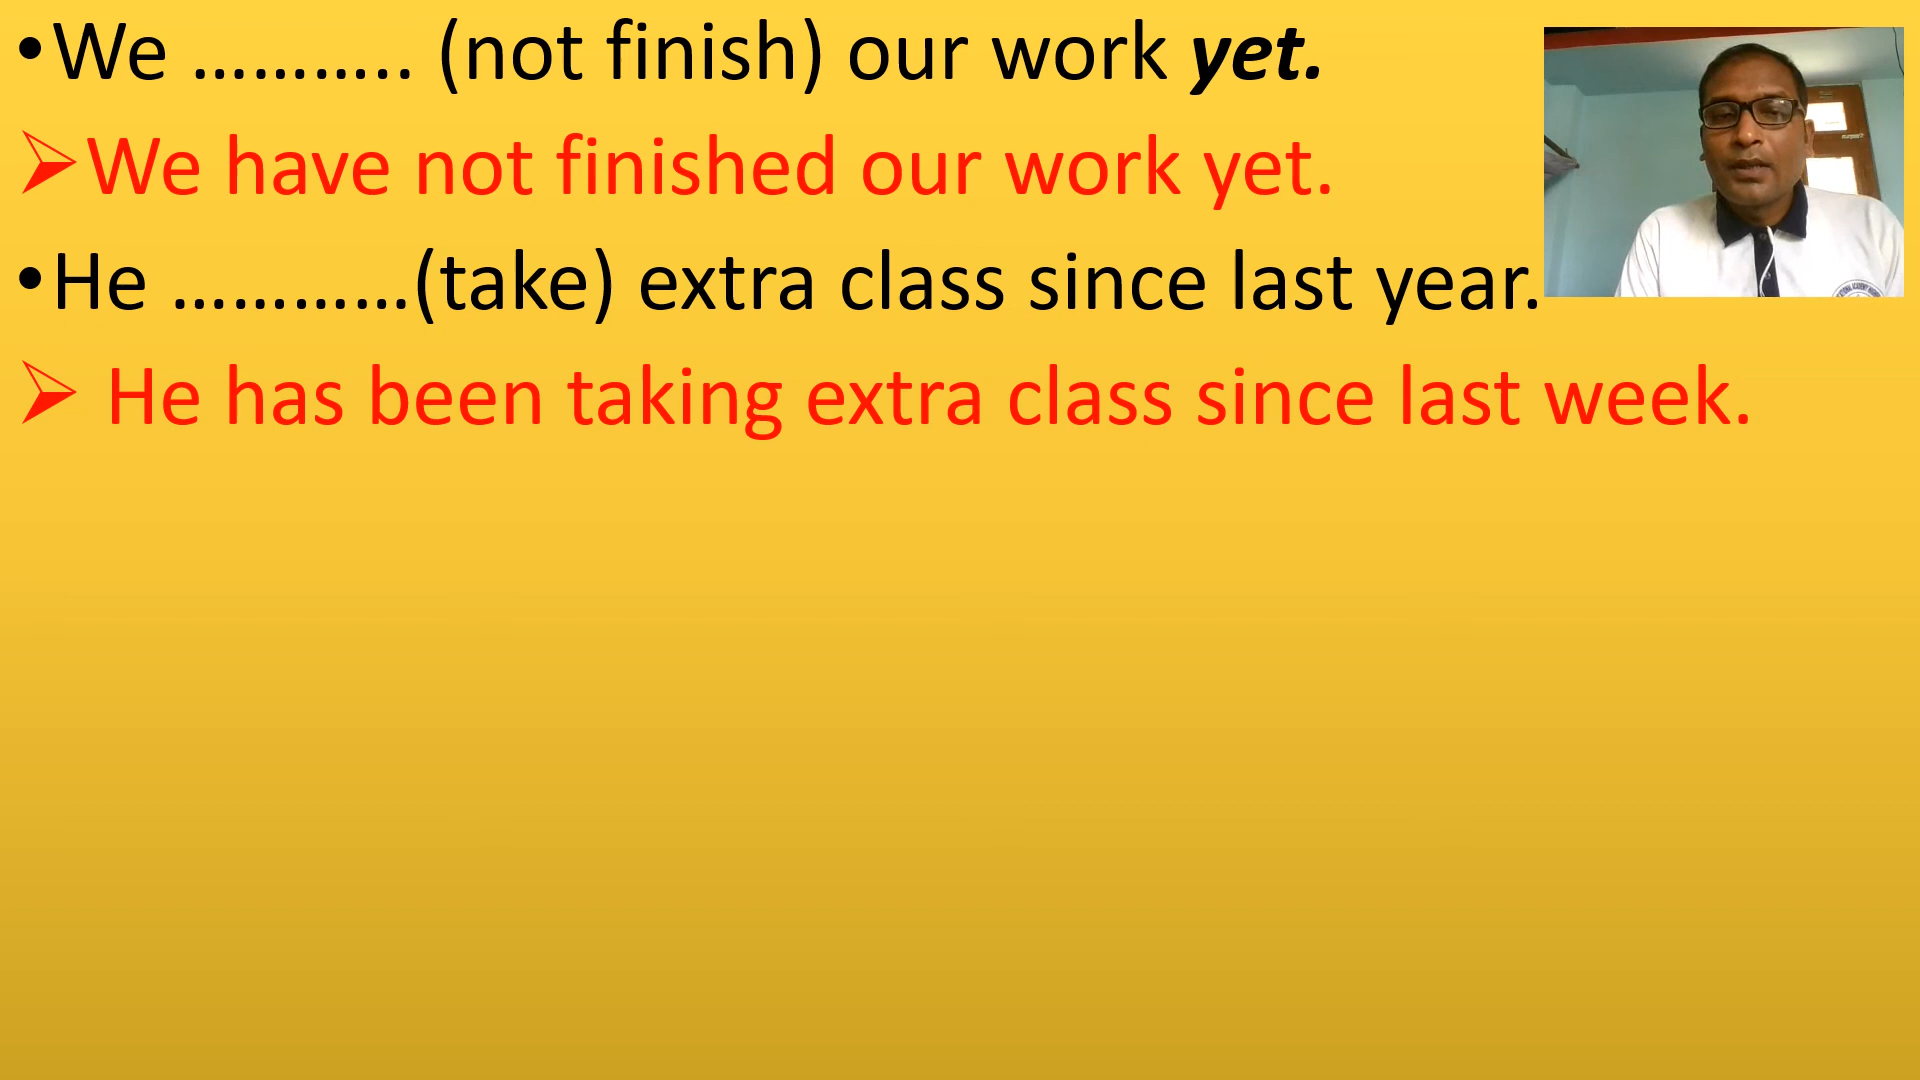 •We ……….. (not finish) our work yet.
➢We have not finished our work yet.
•He …………(take) extra class since last year.
➢ He has been taking extra class since last week.